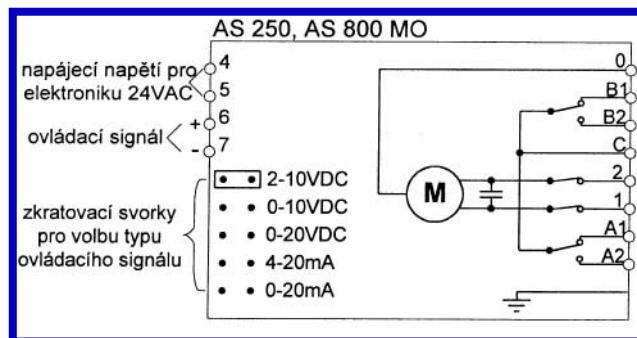 AS 250, AS 800 MO
napájecí napětí pro
elektroniku 24VAC
4
5
ovládací signál
+ 6
- 7
zkratovací svorky
pro volbu typu
ovládacího signálu
2-10VDC
0-10VDC
0-20VDC
4-20mA
0-20mA
M
0
B1
B2
C
2
1
A1
A2